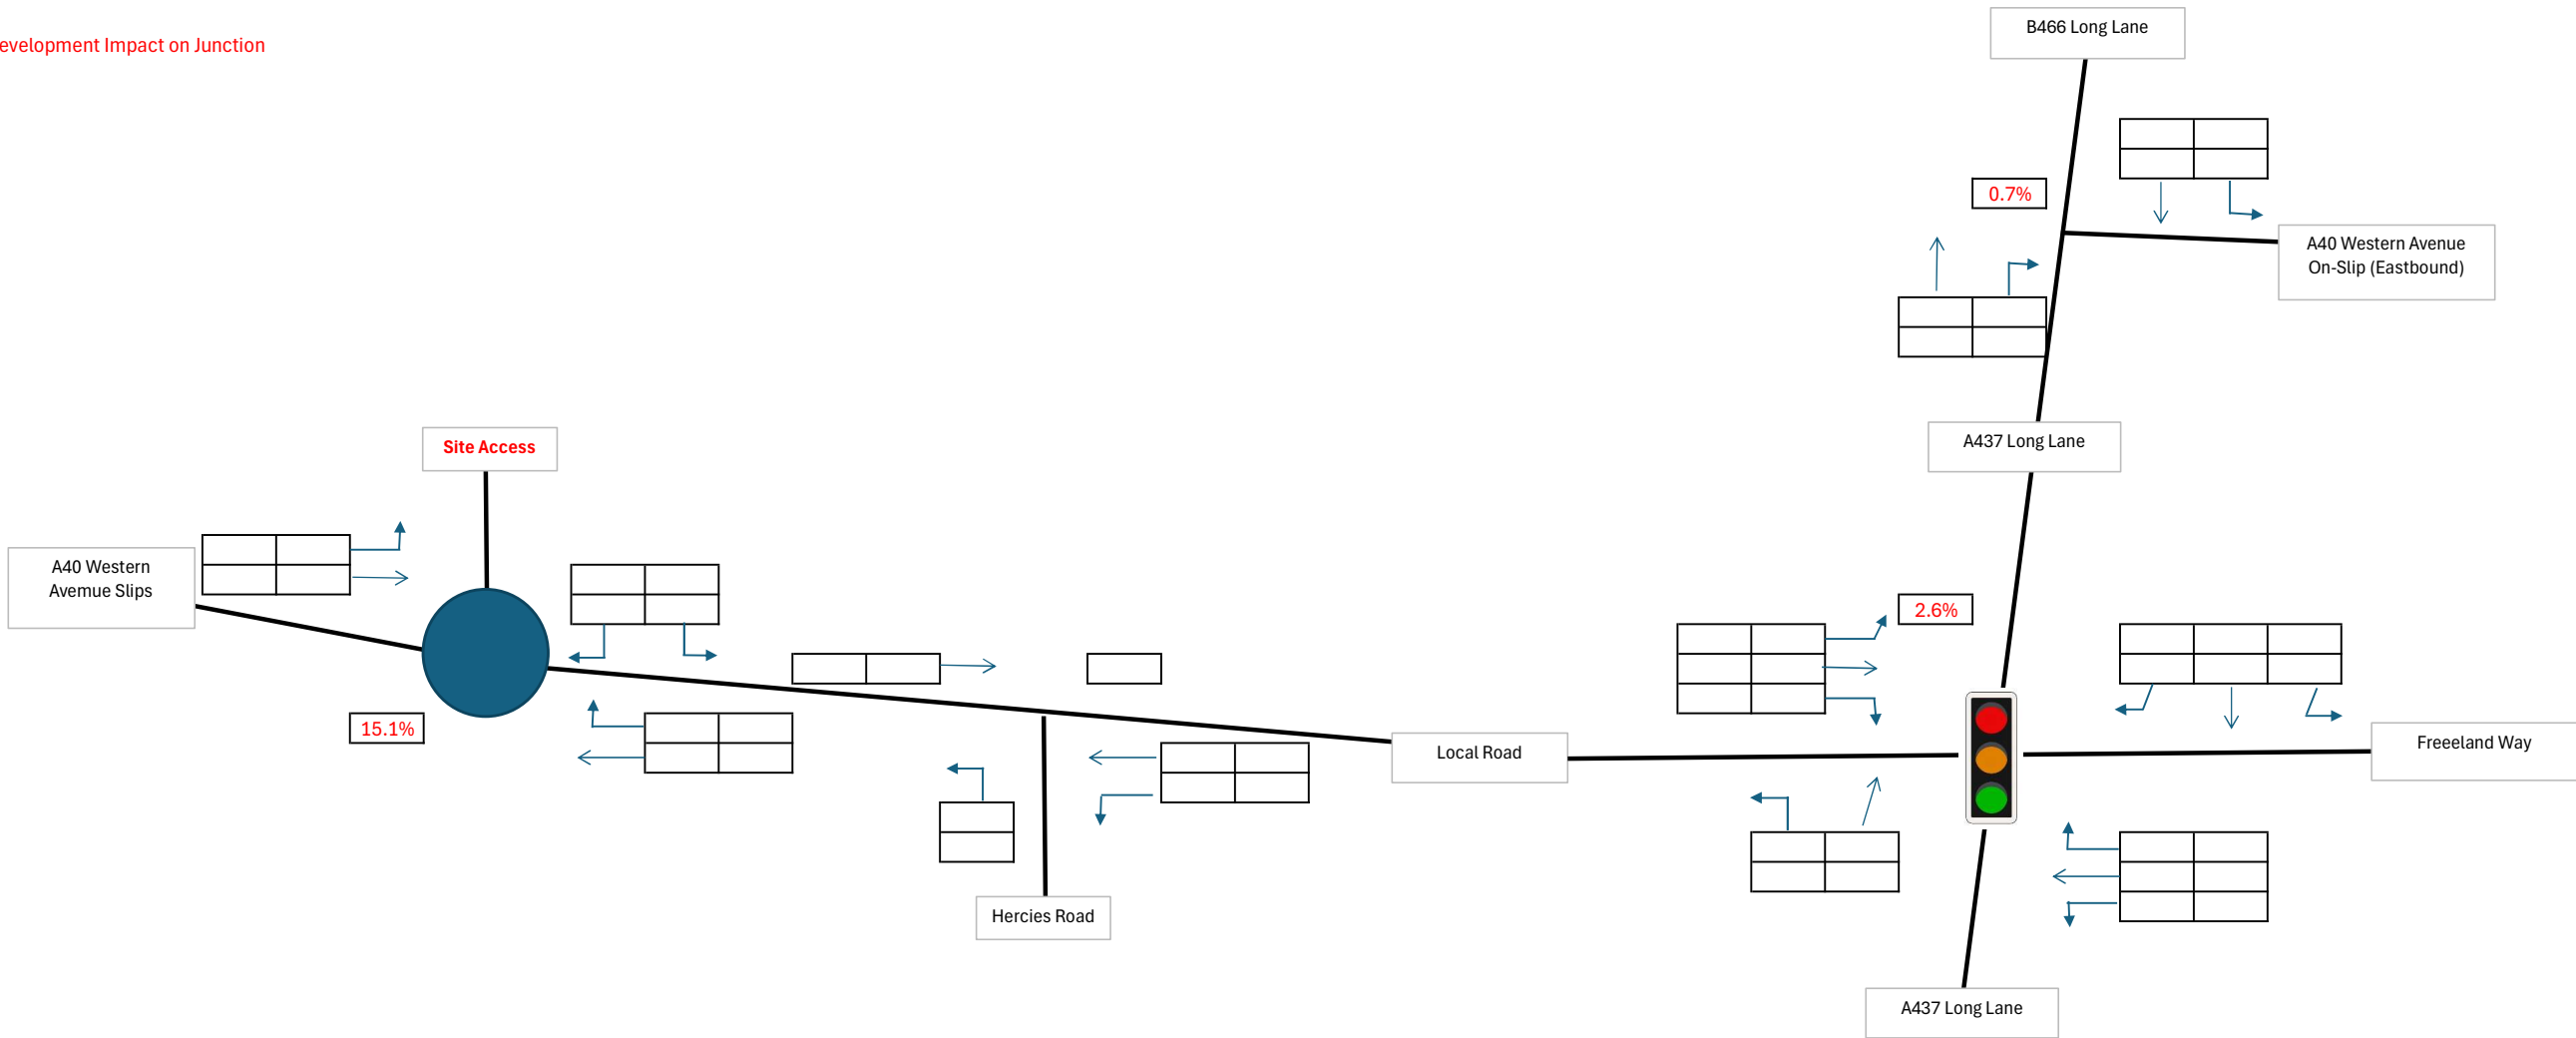 B466 Long Lane
evelopment Impact on Junction
0.7%
A40 Western Avenue
On-Slip (Eastbound)
A437 Long Lane
Site Access
A40 Western
Avemue Slips
2.6%
15.1%
Local Road
Freeeland Way
Hercies Road
A437 Long Lane